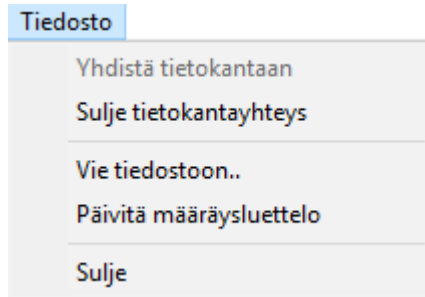 Tiedosto
Yhdistä tietokantaan
Sulje tietokantayhteys
Vie tiedostoon..
Päivitä määräysluettelo
Sulje